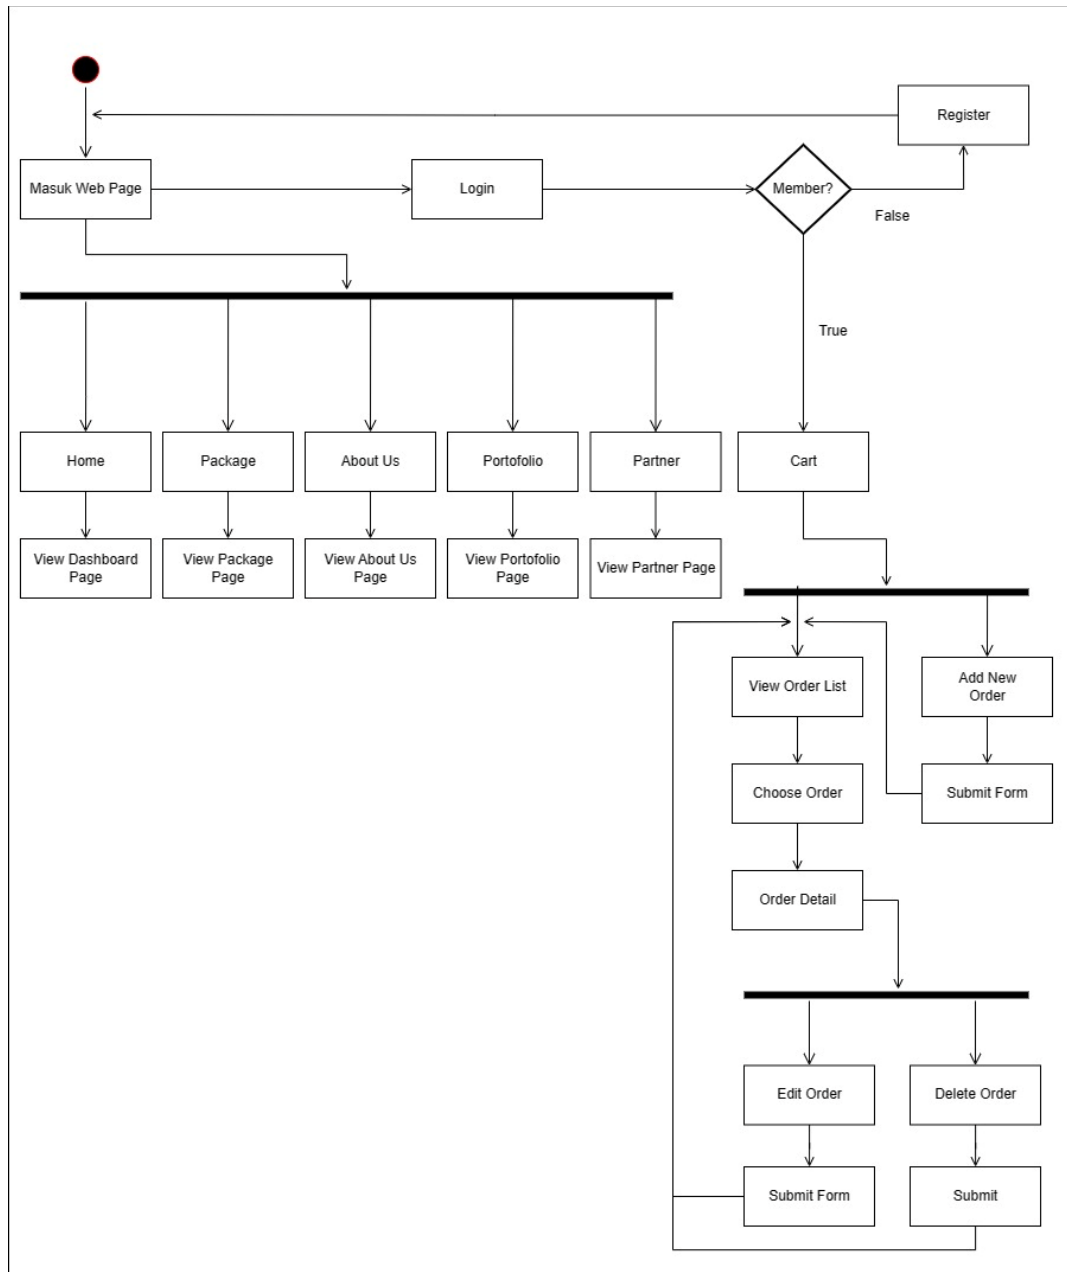 Register
Masuk Web Page
Login
Member?
False
True
Home
Package
About Us
Portofolio
Partner
Cart
View Dashboard
Page
View Package
Page
View About Us
Page
View Portofolio
Page
View Partner Page
View Order List
Add New
Order
Choose Order
Submit Form
Order Detail
Edit Order
Delete Order
Submit Form
Submit